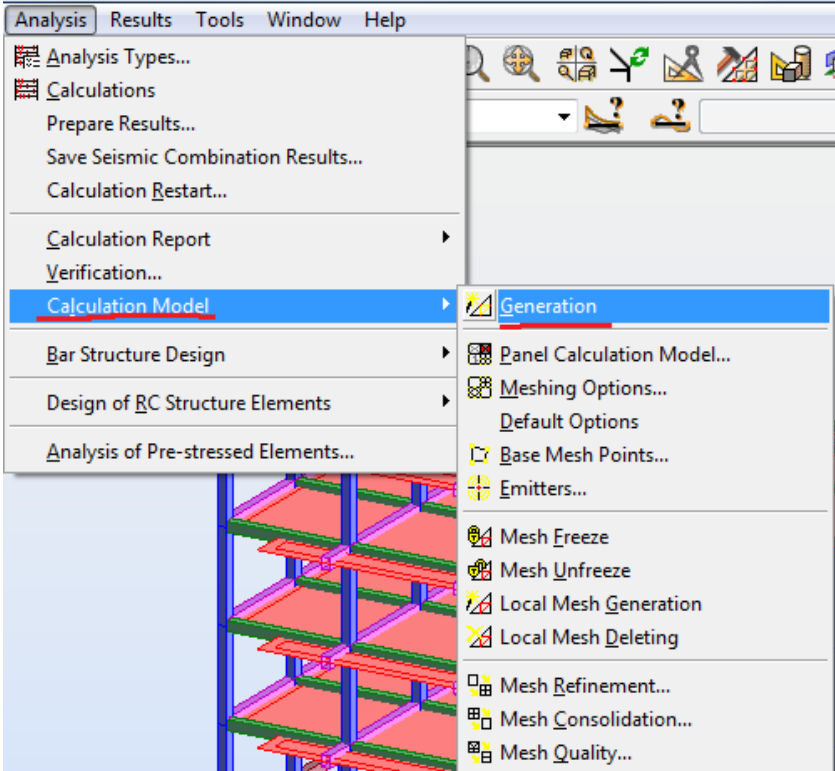 Analysis Results Tools Window Help
Analysis Types...
Calculations
Prepare Results...
Save Seismic Combination Results...
Calculation Restart...
Calculation Report
Verification...
Calculation Model
Bar Structure Design
Design of RC Structure Elements
Analysis of Pre-stressed Elements...
Generation
Panel Calculation Model...
Meshing Options...
Default Options
Base Mesh Points...
Emitters...
Mesh Freeze
Mesh Unfreeze
Local Mesh Generation
Local Mesh Deleting
Mesh Refinement...
Mesh Consolidation...
Mesh Quality...